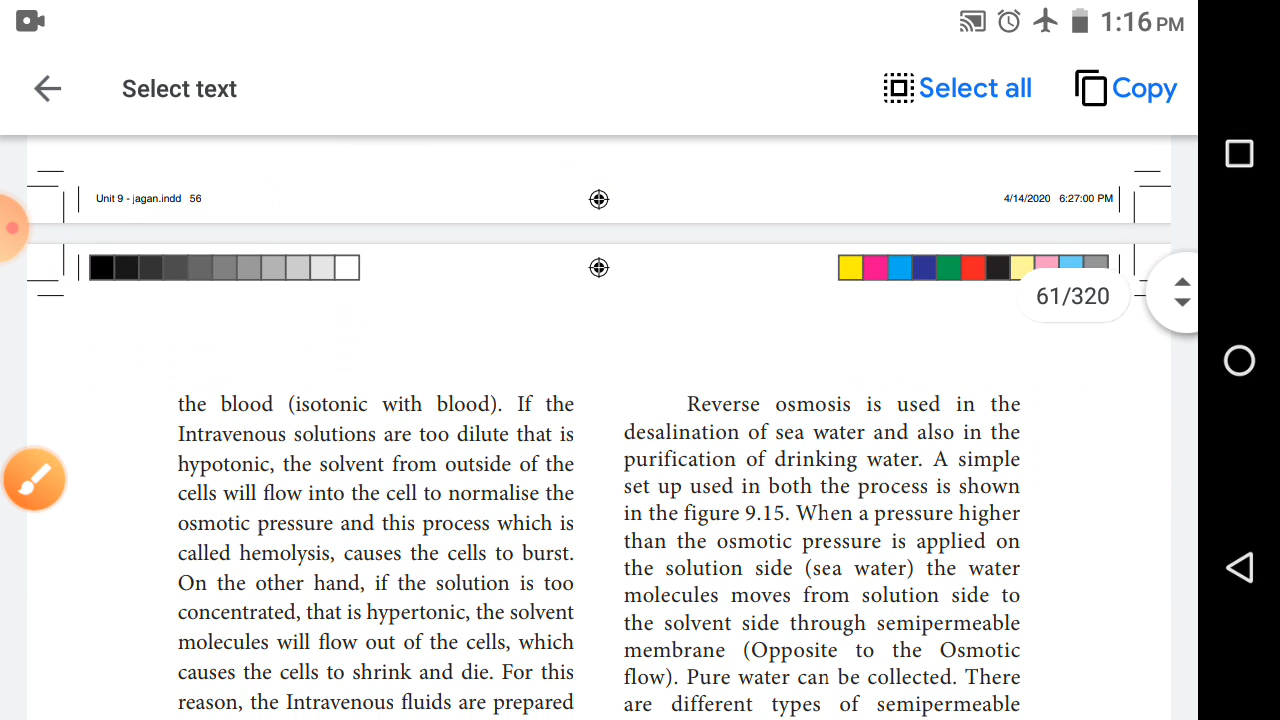 1:16 PM
Select text
Select all
Copy
Unit 9 - jagan.indd 56
4/14/2020 6:27:00 PM
61/320
the blood (isotonic with blood). If the
Intravenous solutions are too dilute that is
hypotonic, the solvent from outside of the
cells will flow into the cell to normalise the
osmotic pressure and this process which is
called hemolysis, causes the cells to burst.
On the other hand, if the solution is too
concentrated, that is hypertonic, the solvent
molecules will flow out of the cells, which
causes the cells to shrink and die. For this
reason, the Intravenous fluids are prepared
Reverse osmosis is used in the
desalination of sea water and also in the
purification of drinking water. A simple
set up used in both the process is shown
in the figure 9.15. When a pressure higher
than the osmotic pressure is applied on
the solution side (sea water) the water
molecules moves from solution side to
the solvent side through semipermeable
membrane (Opposite to the Osmotic
flow). Pure water can be collected. There
are different types of semipermeable